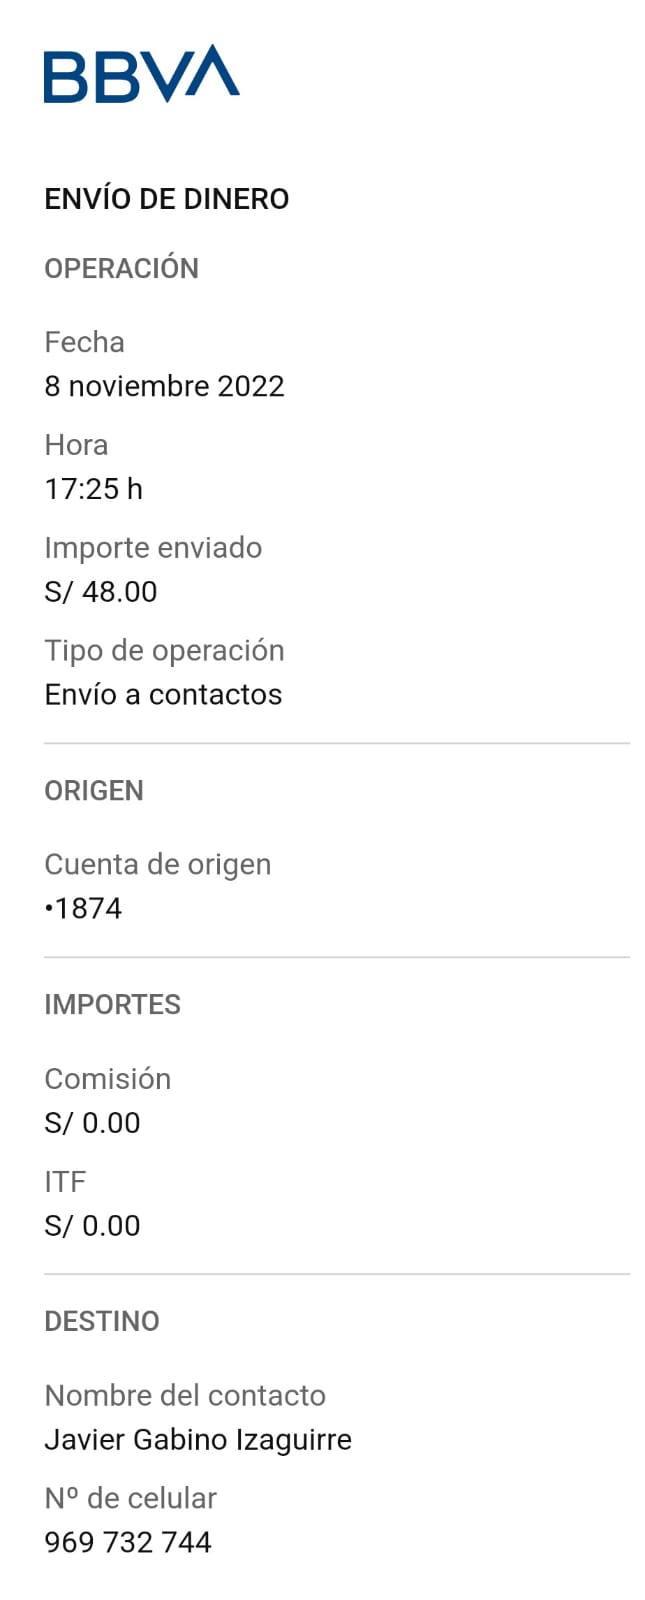 BBVA
ENVÍO DE DINERO
OPERACIÓN
Fecha
8 noviembre 2022
Hora
17:25 h
Importe enviado
S/ 48.00
Tipo de operación
Envío a contactos
ORIGEN
Cuenta de origen
•1874
IMPORTES
Comisión
S/ 0.00
ITF
S/ 0.00
DESTINO
Nombre del contacto
Javier Gabino Izaguirre
Nº de celular
969 732 744